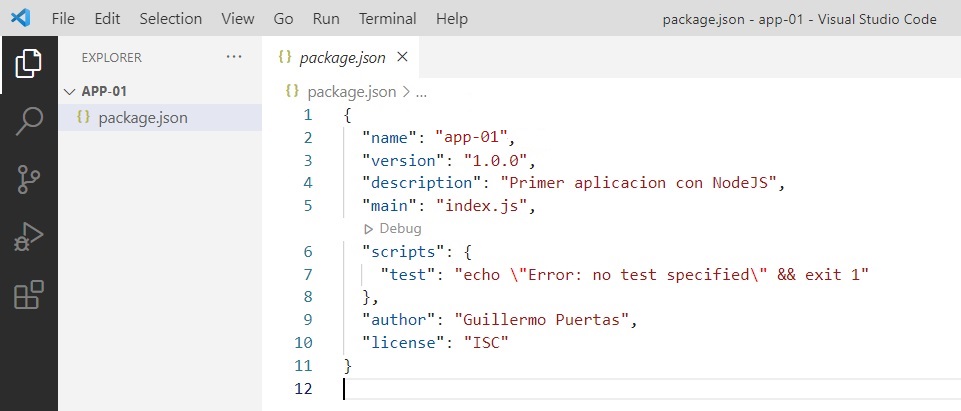 File Edit Selection View Go Run Terminal Help package.json - app-01 - Visual Studio Code
EXPLORER ···
APP-01
{} package.json
{} package.json ×
{} package.json > ...
1 {
2 "name": "app-01",
3 "version": "1.0.0",
4 "description": "Primer aplicacion con NodeJS",
5 "main": "index.js",
Debug
6 "scripts": {
7 "test": "echo \"Error: no test specified\" && exit 1"
8 },
9 "author": "Guillermo Puertas",
10 "license": "ISC"
11 }
12